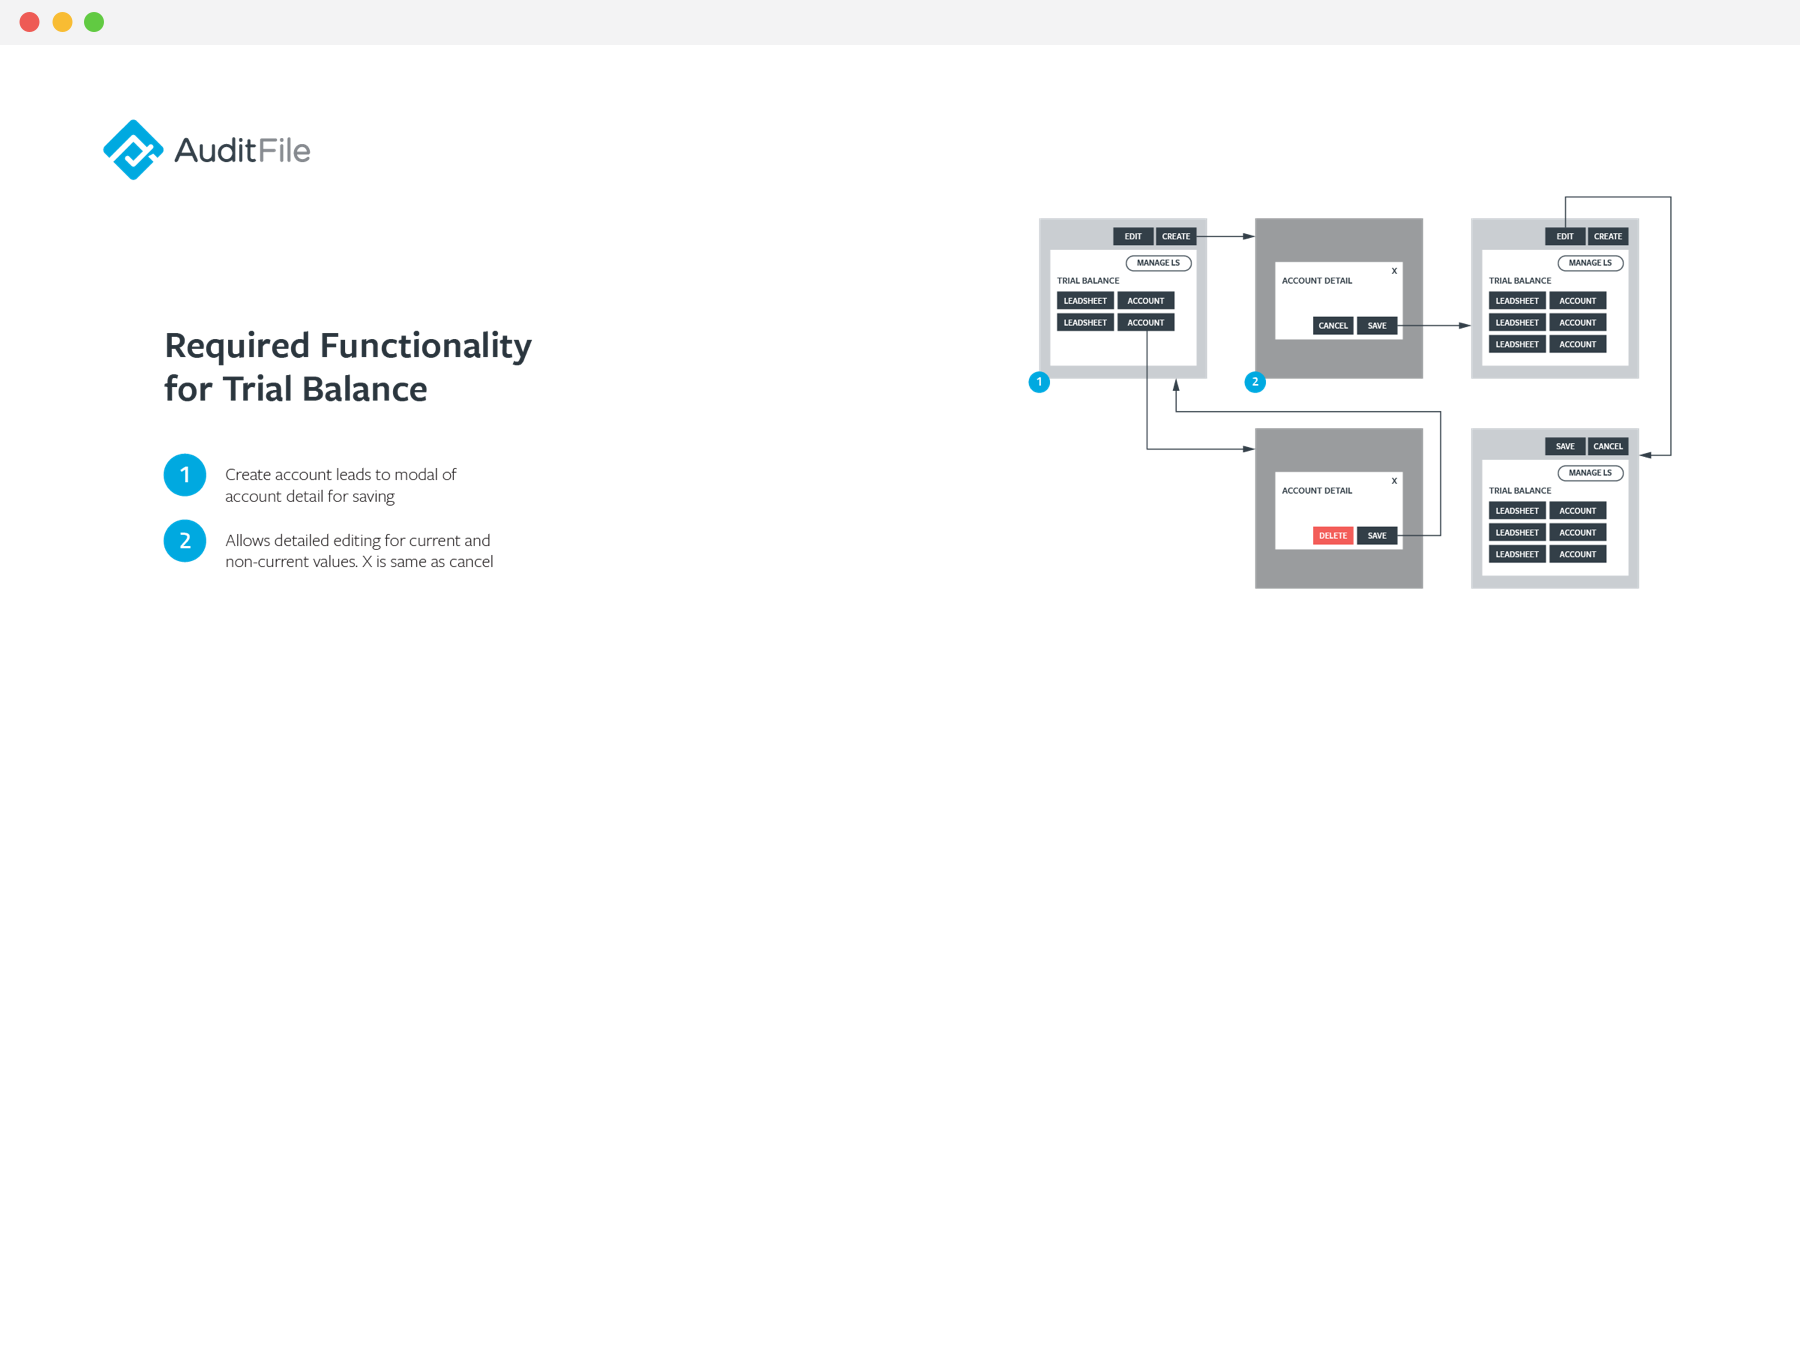 AuditFile
Required Functionality
for Trial Balance
1
Create account leads to modal of
account detail for saving
2
Allows detailed editing for current and
non-current values. X is same as cancel
EDIT CREATE
MANAGE LS
TRIAL BALANCE
LEADSHEET ACCOUNT
LEADSHEET ACCOUNT
1
X
ACCOUNT DETAIL
CANCEL SAVE
2
EDIT CREATE
MANAGE LS
TRIAL BALANCE
LEADSHEET ACCOUNT
LEADSHEET ACCOUNT
LEADSHEET ACCOUNT
X
ACCOUNT DETAIL
DELETE SAVE
SAVE CANCEL
MANAGE LS
TRIAL BALANCE
LEADSHEET ACCOUNT
LEADSHEET ACCOUNT
LEADSHEET ACCOUNT